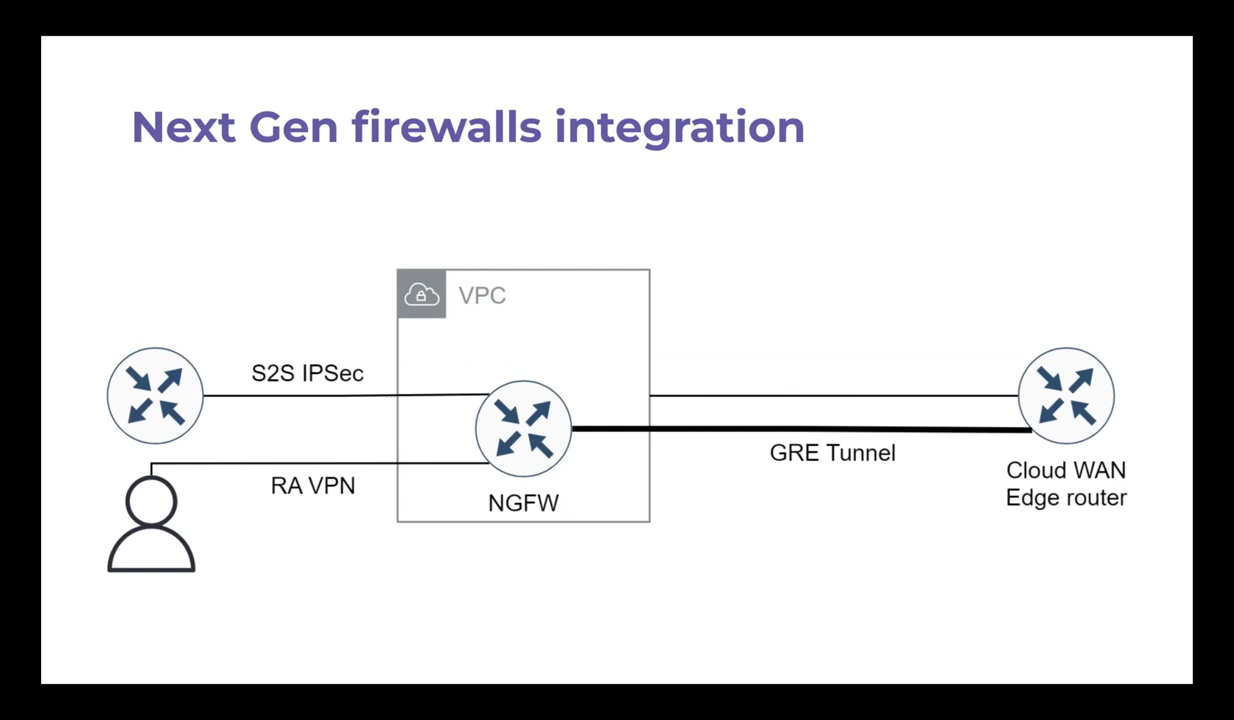 Next Gen firewalls integration
VPC
S2S IPSec
GRE Tunnel
RA VPN
NGFW
Cloud WAN
Edge router